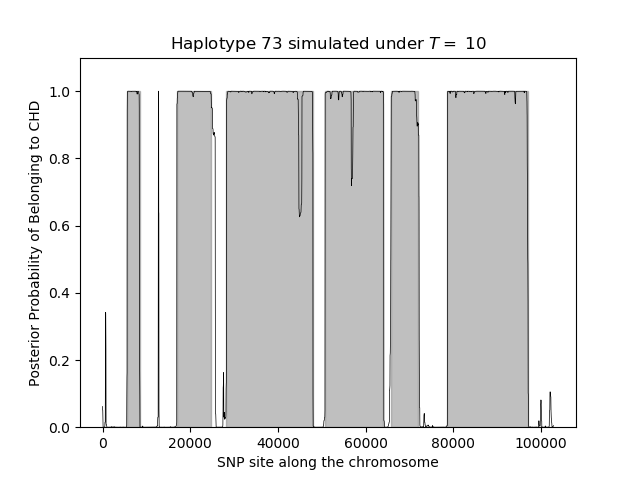 Haplotype 73 simulated under T = 10
Posterior Probability of Belonging to CHD
1.0
0.8
0.6
0.4
0.2
0.0
0 20000 40000 60000 80000 100000
SNP site along the chromosome